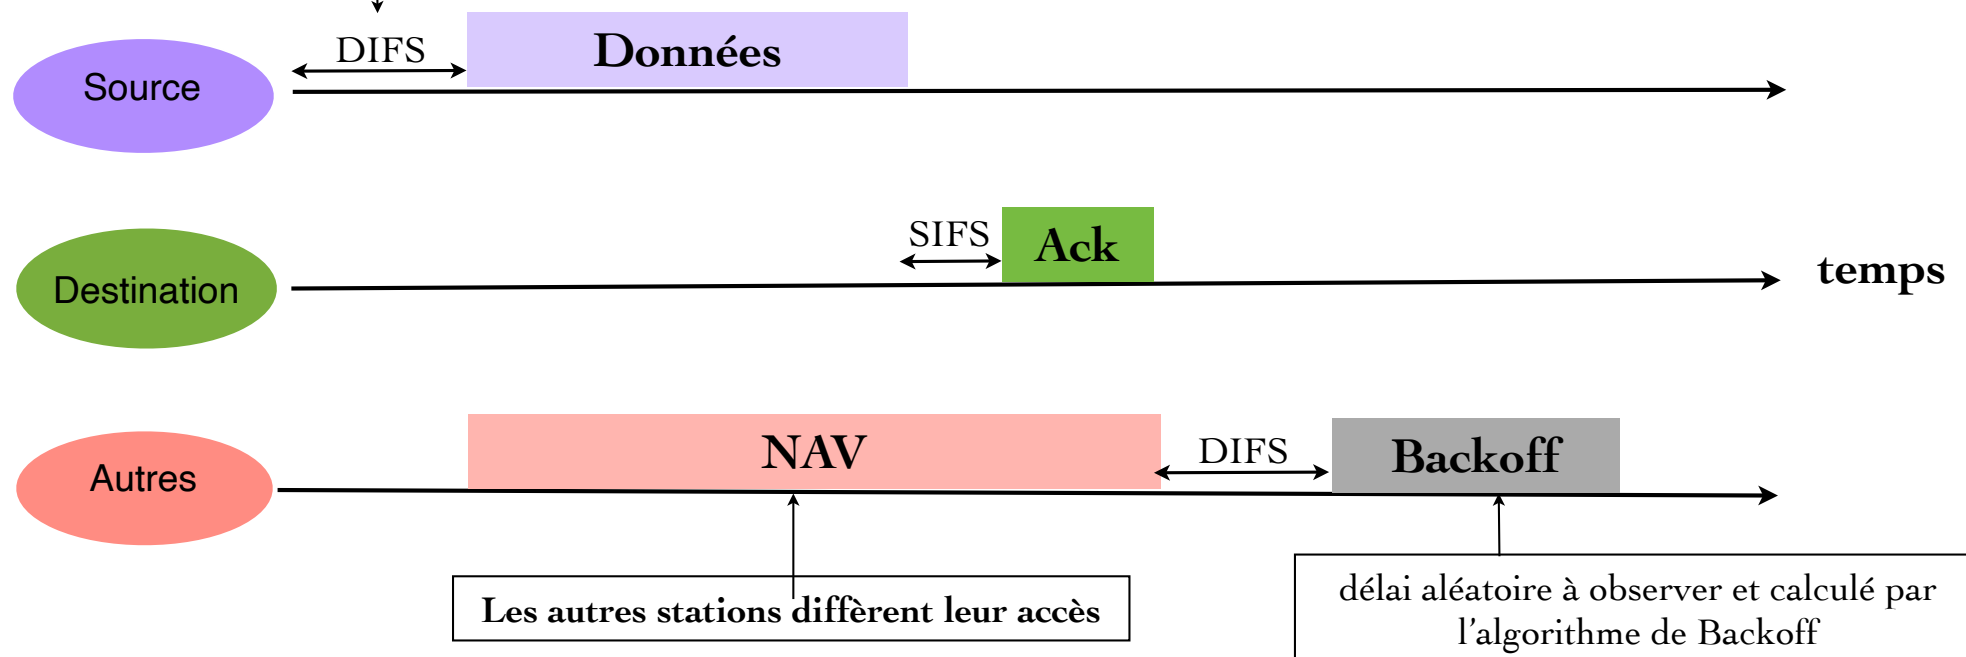 DIFS
Données
Source
SIFS
Ack
Destination
temps
NAV
DIFS
Backoff
Autres
Les autres stations diffèrent leur accès
délai aléatoire à observer et calculé par
l'algorithme de Backoff